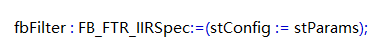 fbFilter : FB_FTR_IIRSpec:=(stConfig := stParams);